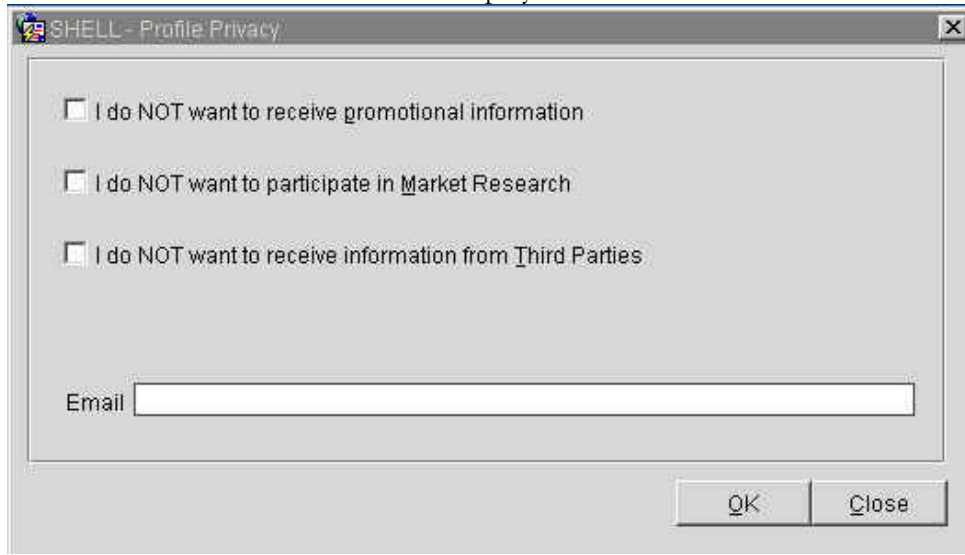 SHELL - Profile Privacy
I do NOT want to receive promotional information
I do NOT want to participate in Market Research
I do NOT want to receive information from Third Parties
Email
OK Close